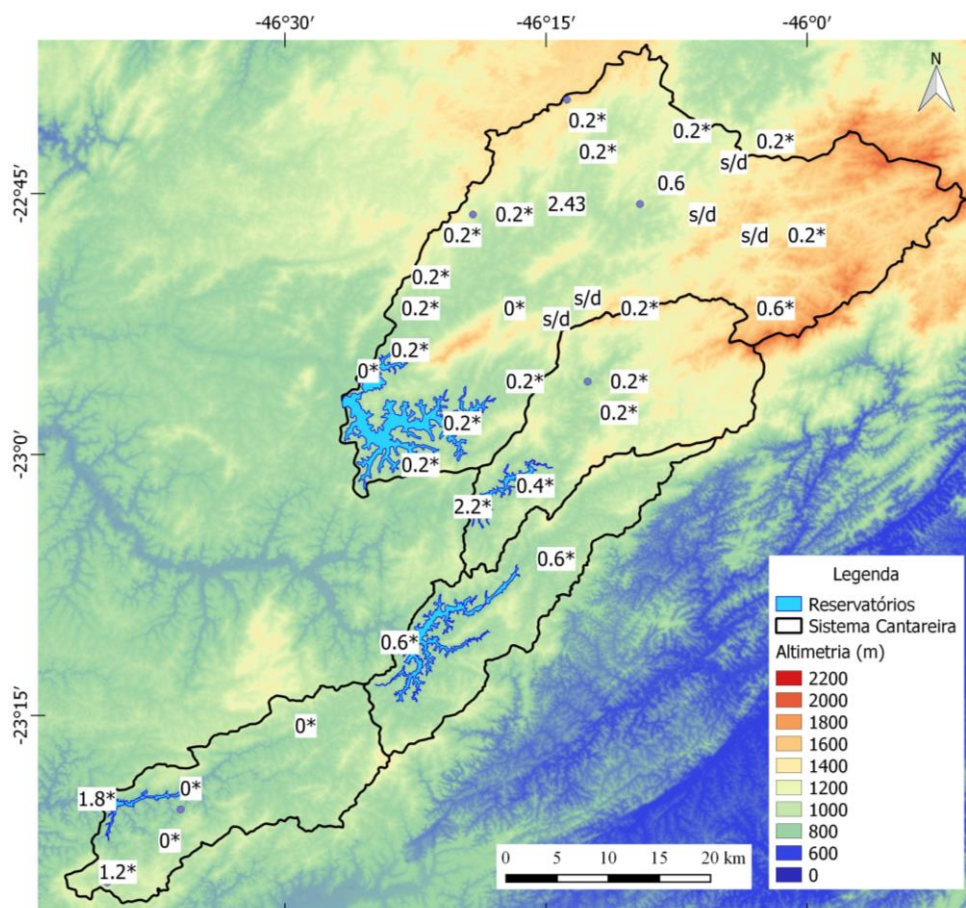 -46°30′ -46°15′ -46°0′
N
0.2*
0.2* 0.2*
0.2* s/d
-22°45′
0.6
2.43
0.2* s/d
0.2* s/d 0.2*
0.2*
s/d
0.2* 0* 0.2* 0.6*
s/d
0.2*
0*
0.2* 0.2*
0.2*
0.2*
-23°0′
0.2*
0.4*
2.2*
0.6*
0.6*
-23°15′
0*
0*
1.8*
0*
1.2*
Legenda
Reservatórios
Sistema Cantareira
Altimetria (m)
2200
2000
1800
1600
1400
1200
1000
800
600
0
0 5 10 15 20 km